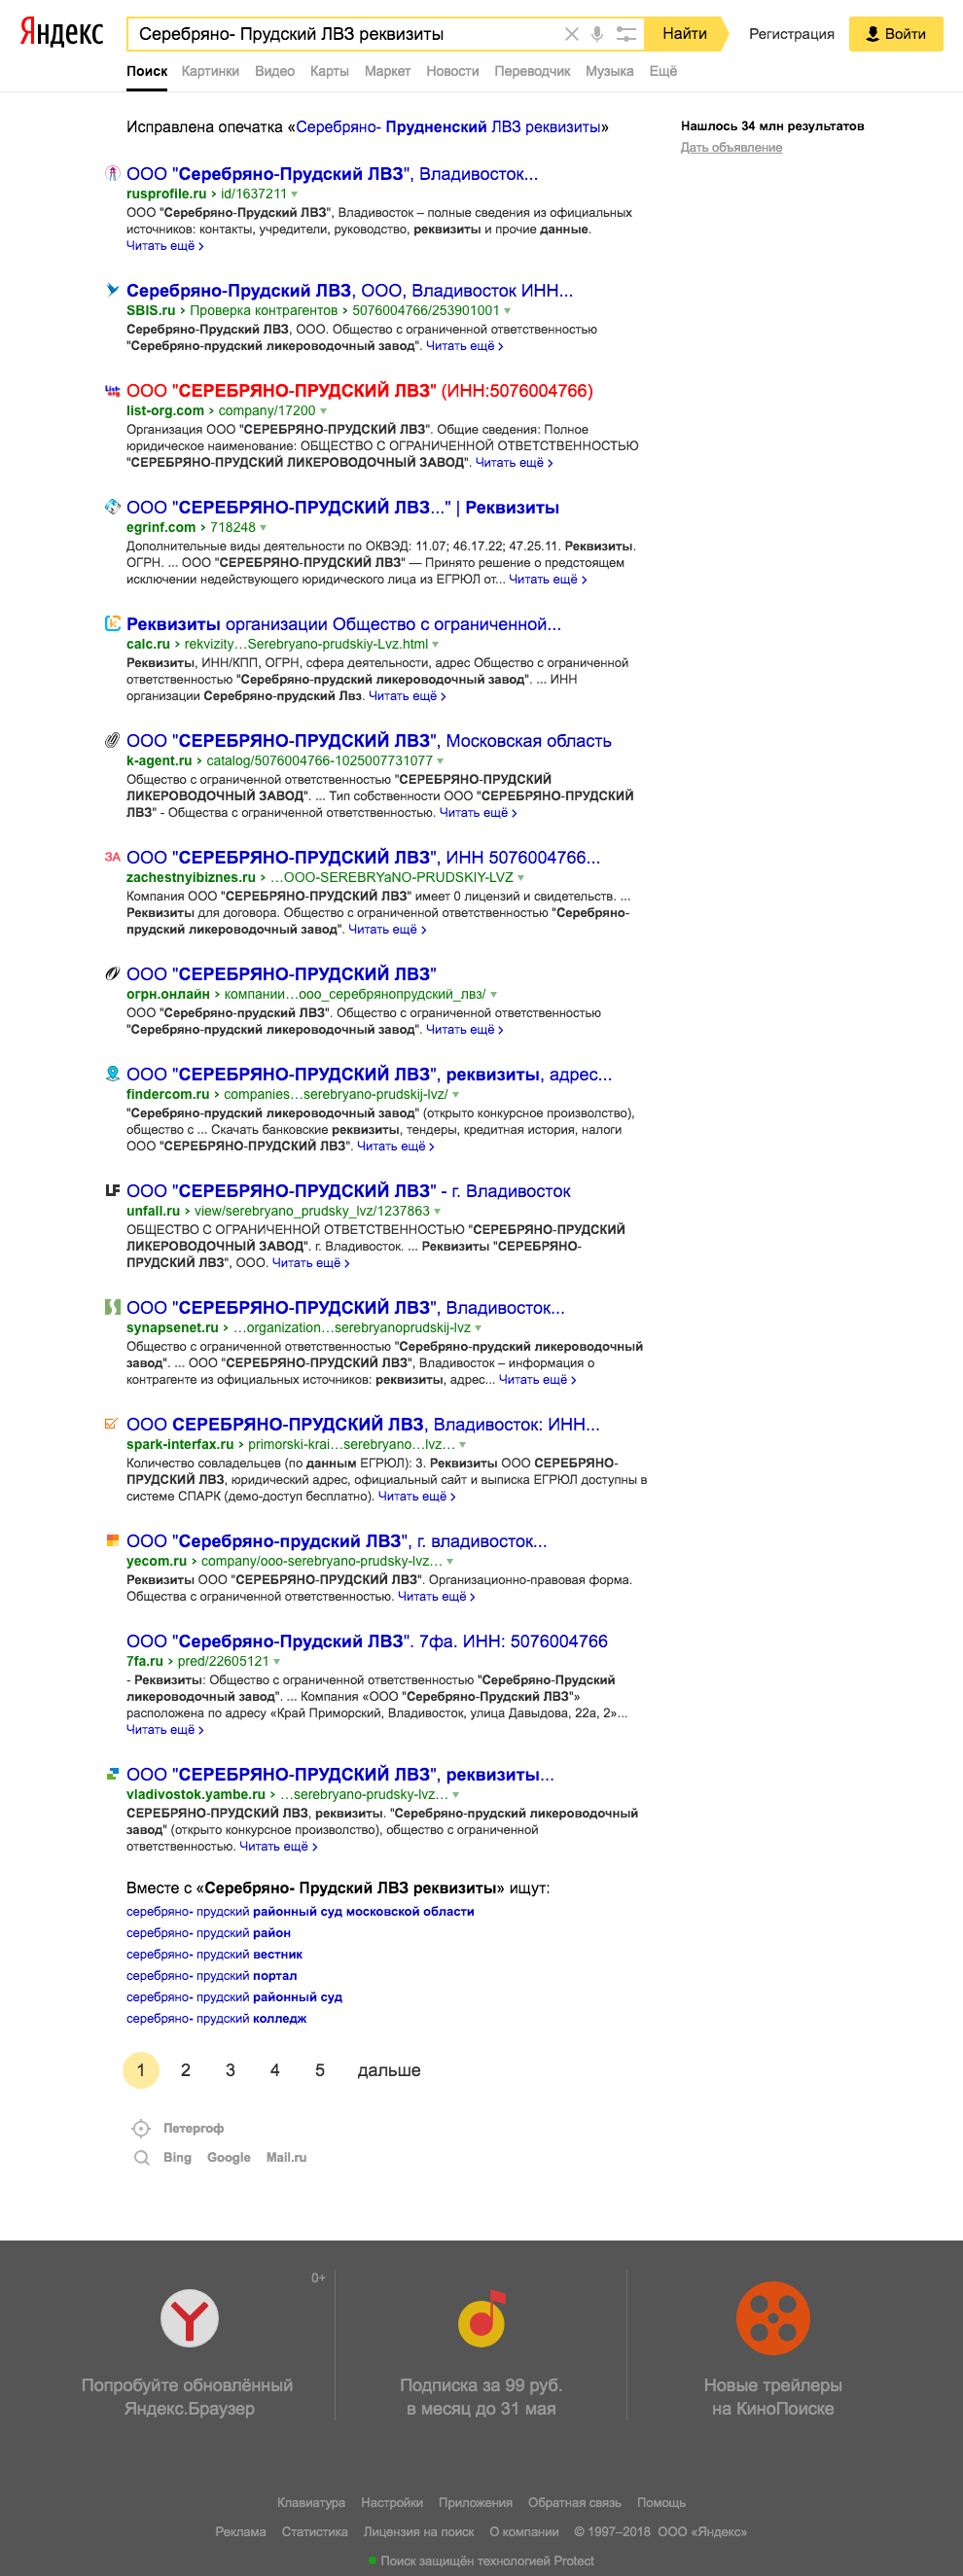 Яндекс
Серебряно- Прудский ЛВЗ реквизиты
Найти
Регистрация
Войти
Поиск Картинки Видео Карты Маркет Новости Переводчик Музыка Ещё
Исправлена опечатка «Серебряно- Прудненский ЛВЗ реквизиты»
Нашлось 34 млн результатов
Дать объявление
ООО "Серебряно-Прудский ЛВЗ", Владивосток...
rusprofile.ru › id/1637211
ООО "Серебряно-Прудский ЛВЗ", Владивосток – полные сведения из официальных
источников: контакты, учредители, руководство, реквизиты и прочие данные.
Читать ещё ›
Серебряно-Прудский ЛВЗ, ООО, Владивосток ИНН...
SBIS.ru › Проверка контрагентов › 5076004766/253901001
Серебряно-Прудский ЛВЗ, ООО. Общество с ограниченной ответственностью
"Серебряно-прудский ликероводочный завод". Читать ещё ›
ООО "СЕРЕБРЯНО-ПРУДСКИЙ ЛВЗ" (ИНН:5076004766)
list-org.com › company/17200
Организация ООО "СЕРЕБРЯНО-ПРУДСКИЙ ЛВЗ". Общие сведения: Полное
юридическое наименование: ОБЩЕСТВО С ОГРАНИЧЕННОЙ ОТВЕТСТВЕННОСТЬЮ
"СЕРЕБРЯНО-ПРУДСКИЙ ЛИКЕРОВОДОЧНЫЙ ЗАВОД". Читать ещё ›
ООО "СЕРЕБРЯНО-ПРУДСКИЙ ЛВЗ..." | Реквизиты
egrinf.com › 718248
Дополнительные виды деятельности по ОКВЭД: 11.07; 46.17.22; 47.25.11. Реквизиты.
ОГРН. ... ООО "СЕРЕБРЯНО-ПРУДСКИЙ ЛВЗ" — Принято решение о предстоящем
исключении недействующего юридического лица из ЕГРЮЛ от... Читать ещё ›
Реквизиты организации Общество с ограниченной...
calc.ru › rekvizity…Serebryano-prudskiy-Lvz.html
Реквизиты, ИНН/КПП, ОГРН, сфера деятельности, адрес Общество с ограниченной
ответственностью "Серебряно-прудский ликероводочный завод". ... ИНН
организации Серебряно-прудский Лвз. Читать ещё ›
ООО "СЕРЕБРЯНО-ПРУДСКИЙ ЛВЗ", Московская область
k-agent.ru › catalog/5076004766-1025007731077
Общество с ограниченной ответственностью "СЕРЕБРЯНО-ПРУДСКИЙ
ЛИКЕРОВОДОЧНЫЙ ЗАВОД". ... Тип собственности ООО "СЕРЕБРЯНО-ПРУДСКИЙ
ЛВЗ" - Общества с ограниченной ответственностью. Читать ещё ›
ЗА ООО "СЕРЕБРЯНО-ПРУДСКИЙ ЛВЗ", ИНН 5076004766...
zachestnyibiznes.ru › …OOO-SEREBRYaNO-PRUDSKIY-LVZ
Компания ООО "СЕРЕБРЯНО-ПРУДСКИЙ ЛВЗ" имеет 0 лицензий и свидетельств. ...
Реквизиты для договора. Общество с ограниченной ответственностью "Серебряно-
прудский ликероводочный завод". Читать ещё ›
ООО "СЕРЕБРЯНО-ПРУДСКИЙ ЛВЗ"
огрн.онлайн › компании…ооо_серебрянопрудский_лвз/
ООО "Серебряно-прудский ЛВЗ". Общество с ограниченной ответственностью
"Серебряно-прудский ликероводочный завод". Читать ещё ›
ООО "СЕРЕБРЯНО-ПРУДСКИЙ ЛВЗ", реквизиты, адрес...
findercom.ru › companies…serebryano-prudskij-lvz/
"Серебряно-прудский ликероводочный завод" (открыто конкурсное произволство),
общество с ... Скачать банковские реквизиты, тендеры, кредитная история, налоги
ООО "СЕРЕБРЯНО-ПРУДСКИЙ ЛВЗ". Читать ещё ›
ООО "СЕРЕБРЯНО-ПРУДСКИЙ ЛВЗ" - г. Владивосток
unfall.ru › view/serebryano_prudsky_lvz/1237863
ОБЩЕСТВО С ОГРАНИЧЕННОЙ ОТВЕТСТВЕННОСТЬЮ "СЕРЕБРЯНО-ПРУДСКИЙ
ЛИКЕРОВОДОЧНЫЙ ЗАВОД". г. Владивосток. ... Реквизиты "СЕРЕБРЯНО-
ПРУДСКИЙ ЛВЗ", ООО. Читать ещё ›
ООО "СЕРЕБРЯНО-ПРУДСКИЙ ЛВЗ", Владивосток...
synapsenet.ru › …organization…serebryanoprudskij-lvz
Общество с ограниченной ответственностью "Серебряно-прудский ликероводочный
завод". ... ООО "СЕРЕБРЯНО-ПРУДСКИЙ ЛВЗ", Владивосток – информация о
контрагенте из официальных источников: реквизиты, адрес... Читать ещё ›
ООО СЕРЕБРЯНО-ПРУДСКИЙ ЛВЗ, Владивосток: ИНН...
spark-interfax.ru › primorski-krai…serebryano…lvz…
Количество совладельцев (по данным ЕГРЮЛ): 3. Реквизиты ООО СЕРЕБРЯНО-
ПРУДСКИЙ ЛВЗ, юридический адрес, официальный сайт и выписка ЕГРЮЛ доступны в
системе СПАРК (демо-доступ бесплатно). Читать ещё ›
ООО "Серебряно-прудский ЛВЗ", г. владивосток...
yecom.ru › company/ooo-serebryano-prudsky-lvz…
Реквизиты ООО "СЕРЕБРЯНО-ПРУДСКИЙ ЛВЗ". Организационно-правовая форма.
Общества с ограниченной ответственностью. Читать ещё ›
ООО "Серебряно-Прудский ЛВЗ". 7фа. ИНН: 5076004766
7fa.ru › pred/22605121
- Реквизиты: Общество с ограниченной ответственностью "Серебряно-Прудский
ликероводочный завод". ... Компания «ООО "Серебряно-Прудский ЛВЗ"»
расположена по адресу «Край Приморский, Владивосток, улица Давыдова, 22а, 2»...
Читать ещё ›
ООО "СЕРЕБРЯНО-ПРУДСКИЙ ЛВЗ", реквизиты...
vladivostok.yambe.ru › …serebryano-prudsky-lvz…
СЕРЕБРЯНО-ПРУДСКИЙ ЛВЗ, реквизиты. "Серебряно-прудский ликероводочный
завод" (открыто конкурсное произволство), общество с ограниченной
ответственностью. Читать ещё ›
Вместе с «Серебряно- Прудский ЛВЗ реквизиты» ищут:
серебряно- прудский районный суд московской области
серебряно- прудский район
серебряно- прудский вестник
серебряно- прудский портал
серебряно- прудский районный суд
серебряно- прудский колледж
1 2 3 4 5 дальше
Петергоф
Bing Google Mail.ru
0+
Попробуйте обновлённый
Яндекс.Браузер
Подписка за 99 руб.
в месяц до 31 мая
Новые трейлеры
на КиноПоиске
Клавиатура Настройки Приложения Обратная связь Помощь
Реклама Статистика Лицензия на поиск О компании © 1997–2018 ООО «Яндекс»
Поиск защищён технологией Protect